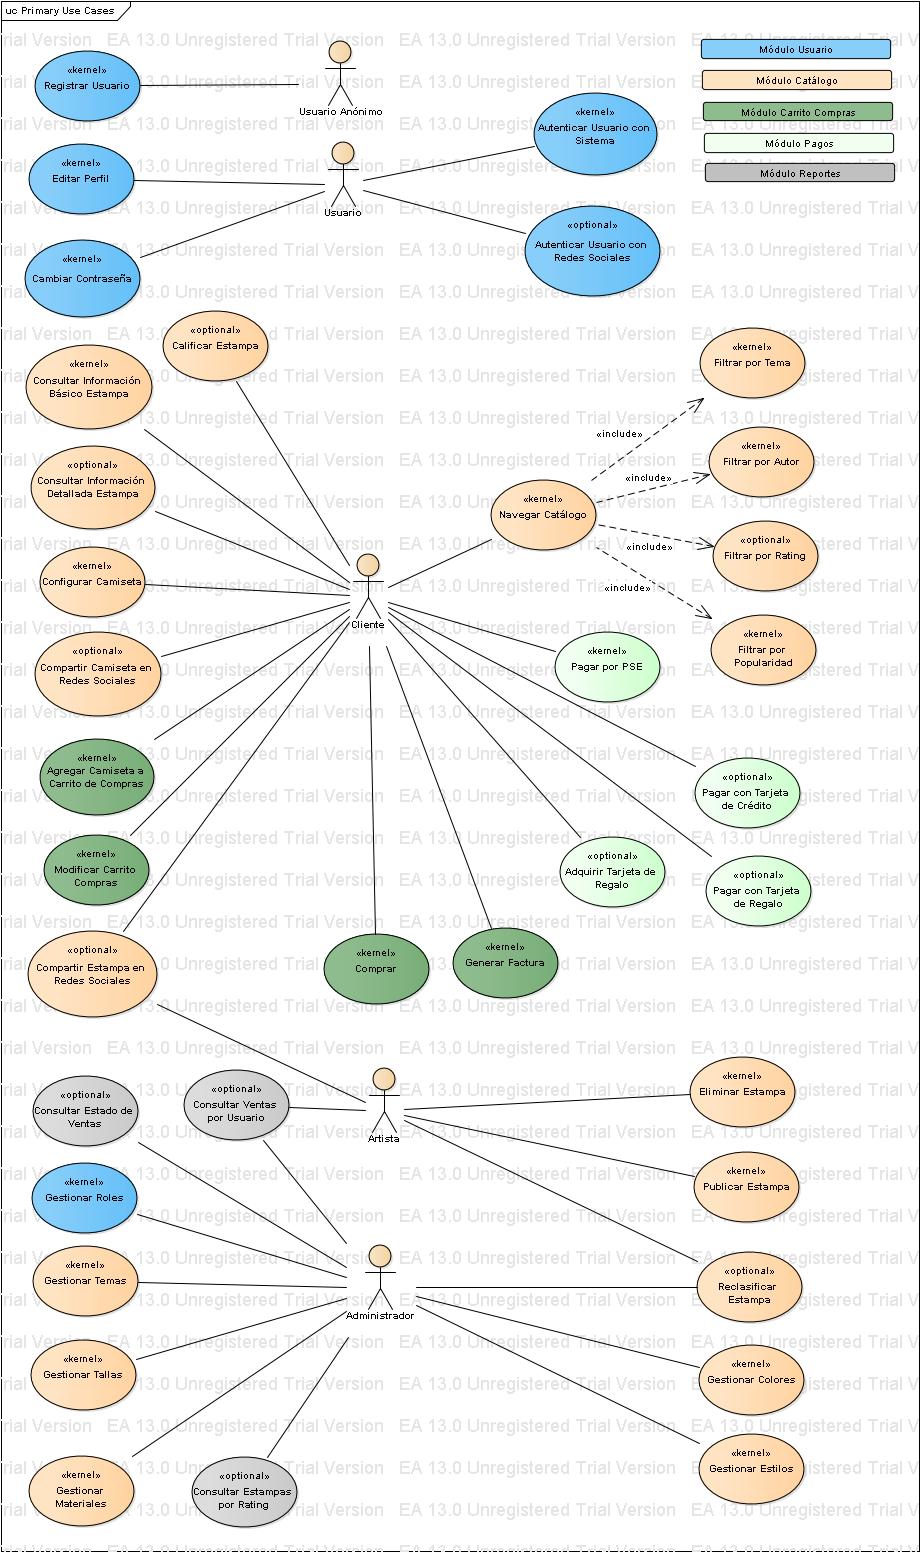 uc Primary Use Cases
Trial Version EA 13.0 Unregistered Trial Version EA 13.0 Unregistered Trial Version
Módulo Usuario
Módulo Catálogo
Módulo Carrito Compras
Módulo Pagos
Módulo Reportes
«kernel»
Registrar Usuario
Usuario Anónimo
«kernel»
Autenticar Usuario con
Sistema
«kernel»
Editar Perfil
Usuario
«optional»
Autenticar Usuario con
Redes Sociales
«kernel»
Cambiar Contraseña
«optional»
Calificar Estampa
«kernel»
Consultar Información
Básico Estampa
«kernel»
Filtrar por Tema
«include»
«optional»
Consultar Información
Detallada Estampa
«kernel»
Filtrar por Autor
«include»
«kernel»
Navegar Catálogo
«optional»
Filtrar por Rating
«include»
«kernel»
Configurar Camiseta
«include»
Cliente
«kernel»
Filtrar por
Popularidad
«optional»
Compartir Camiseta en
Redes Sociales
«kernel»
Pagar por PSE
«kernel»
Agregar Camiseta a
Carrito de Compras
«optional»
Pagar con Tarjeta
de Crédito
«kernel»
Modificar Carrito
Compras
«optional»
Adquirir Tarjeta de
Regalo
«optional»
Pagar con Tarjeta
de Regalo
«optional»
Compartir Estampa en
Redes Sociales
«kernel»
Comprar
«kernel»
Generar Factura
«optional»
Consultar Estado de
Ventas
«optional»
Consultar Ventas
por Usuario
Artista
«kernel»
Eliminar Estampa
«kernel»
Gestionar Roles
«kernel»
Publicar Estampa
«kernel»
Gestionar Temas
Administrador
«optional»
Reclasificar
Estampa
«kernel»
Gestionar Tallas
«kernel»
Gestionar Colores
«kernel»
Gestionar
Materiales
«optional»
Consultar Estampas
por Rating
«kernel»
Gestionar Estilos